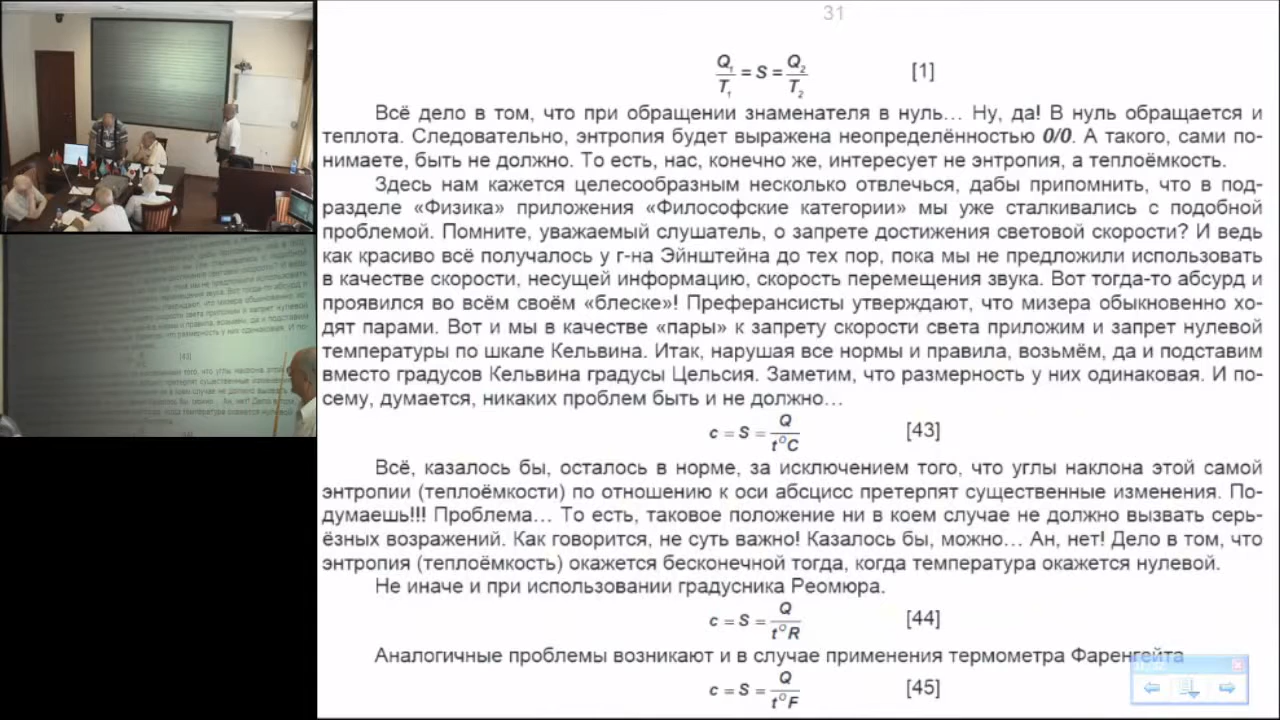 31
Q₁/T₁ = S = Q₂/T₂ [1]
Всё дело в том, что при обращении знаменателя в нуль… Ну, да! В нуль обращается и
теплота. Следовательно, энтропия будет выражена неопределённостью 0/0. А такого, сами по-
нимаете, быть не должно. То есть, нас, конечно же, интересует не энтропия, а теплоёмкость.
Здесь нам кажется целесообразным несколько отвлечься, дабы припомнить, что в под-
разделе «Физика» приложения «Философские категории» мы уже сталкивались с подобной
проблемой. Помните, уважаемый слушатель, о запрете достижения световой скорости? И ведь
как красиво всё получалось у г-на Эйнштейна до тех пор, пока мы не предложили использовать
в качестве скорости, несущей информацию, скорость перемещения звука. Вот тогда-то абсурд и
проявился во всём своём «блеске»! Преферансисты утверждают, что мизера обыкновенно хо-
дят парами. Вот и мы в качестве «пары» к запрету скорости света приложим и запрет нулевой
температуры по шкале Кельвина. Итак, нарушая все нормы и правила, возьмём, да и подставим
вместо градусов Кельвина градусы Цельсия. Заметим, что размерность у них одинаковая. И по-
сему, думается, никаких проблем быть и не должно…
c = S = Q/t°C [43]
Всё, казалось бы, осталось в норме, за исключением того, что углы наклона этой самой
энтропии (теплоёмкости) по отношению к оси абсцисс претерпят существенные изменения. По-
думаешь!!! Проблема… То есть, таковое положение ни в коем случае не должно вызвать серь-
ёзных возражений. Как говорится, не суть важно! Казалось бы, можно… Ан, нет! Дело в том, что
энтропия (теплоёмкость) окажется бесконечной тогда, когда температура окажется нулевой.
Не иначе и при использовании градусника Реомюра.
c = S = Q/t°R [44]
Аналогичные проблемы возникают и в случае применения термометра Фаренгейта
c = S = Q/t°F [45]